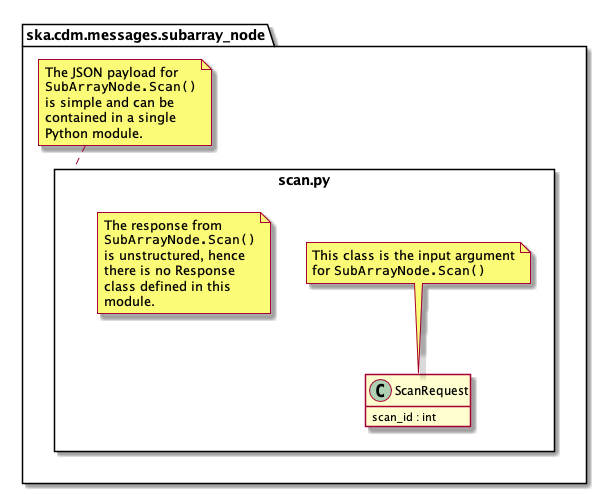 ska.cdm.messages.subarray_node
The JSON payload for
SubArrayNode.Scan()
is simple and can be
contained in a single
Python module.
scan.py
The response from
SubArrayNode.Scan()
is unstructured, hence
there is no Response
class defined in this
module.
This class is the input argument
for SubArrayNode.Scan()
C ScanRequest
scan_id : int